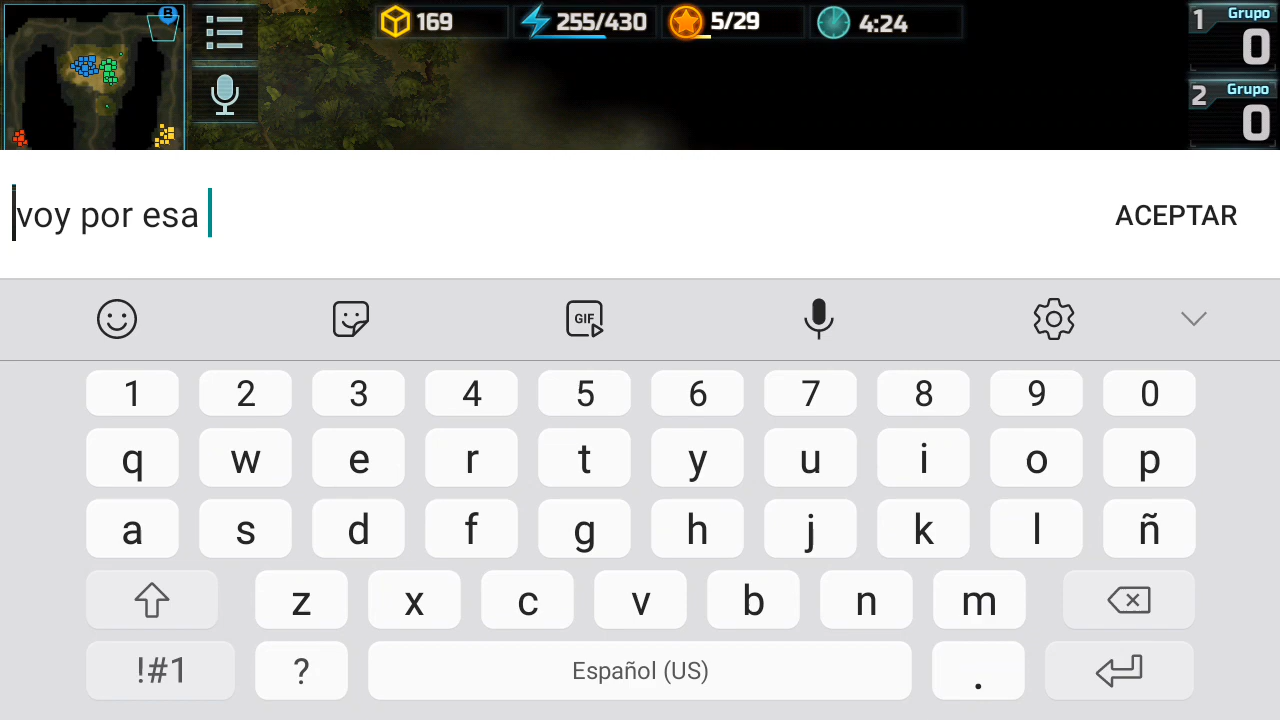 B
169
255/430
5/29
4:24
1 Grupo
0
2 Grupo
0
voy por esa
ACEPTAR
GIF
1 2 3 4 5 6 7 8 9 0
q w e r t y u i o p
a s d f g h j k l ñ
z x c v b n m
!#1 ? Español (US) .